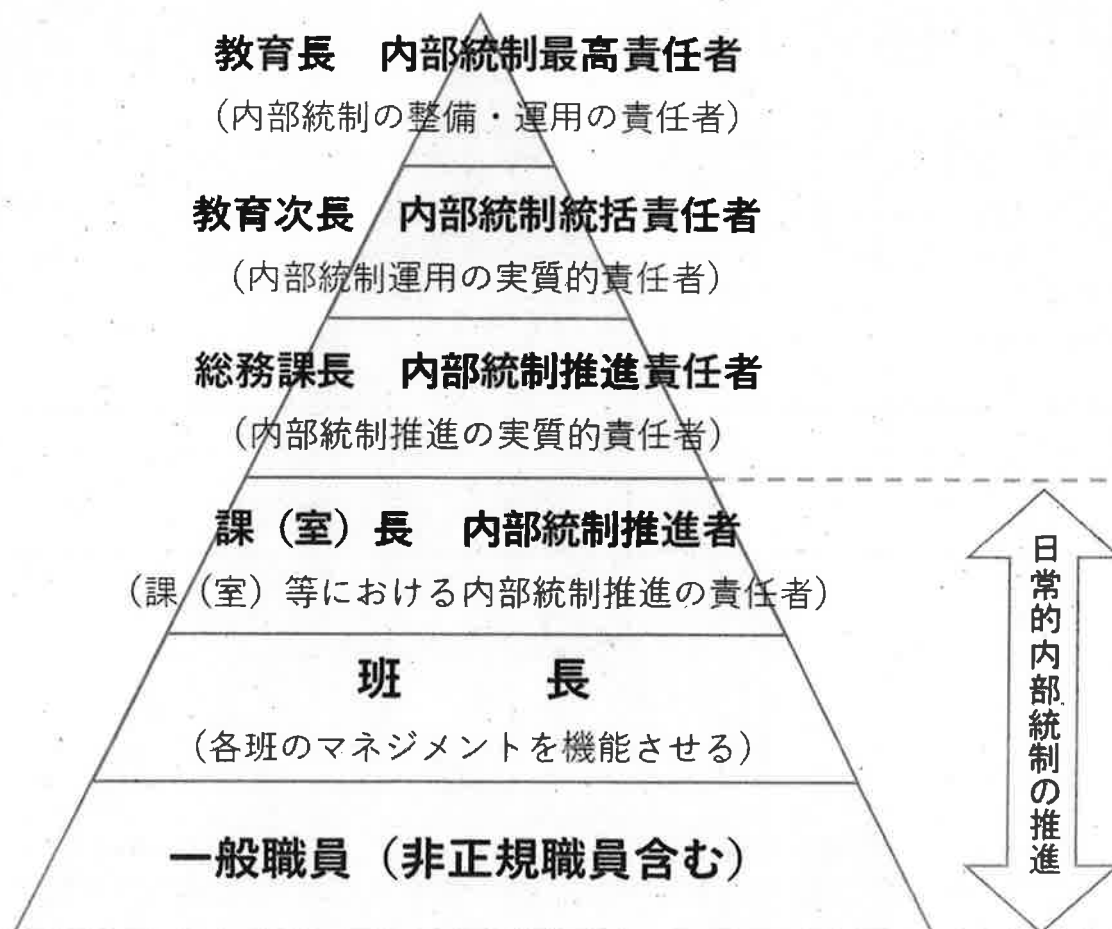 教育長　内部統制最高責任者
（内部統制の整備・運用の責任者）
教育次長　内部統制統括責任者
（内部統制運用の実質的責任者）
総務課長　内部統制推進責任者
（内部統制推進の実質的責任者）
課（室）長　内部統制推進者
（課（室）等における内部統制推進の責任者）
班　長
（各班のマネジメントを機能させる）
一般職員（非正規職員含む）
日常的内部統制の推進